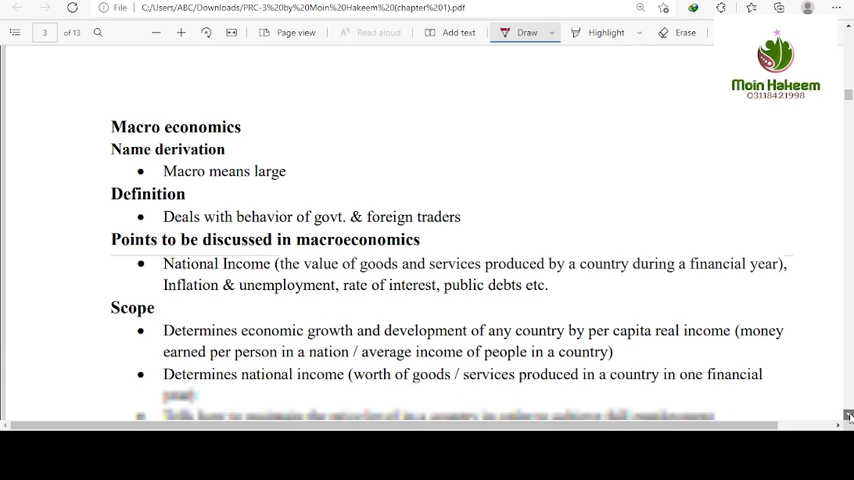 File C:/Users/ABC/Downloads/PRC-3%20by%20Moin%20Hakeem%20(chapter%201).pdf
3 of 13 Page view Read aloud Add text Draw Highlight Erase
Moin Hakeem
03118421998
Macro economics
Name derivation
• Macro means large
Definition
• Deals with behavior of govt. & foreign traders
Points to be discussed in macroeconomics
• National Income (the value of goods and services produced by a country during a financial year),
Inflation & unemployment, rate of interest, public debts etc.
Scope
• Determines economic growth and development of any country by per capita real income (money
earned per person in a nation / average income of people in a country)
• Determines national income (worth of goods / services produced in a country in one financial